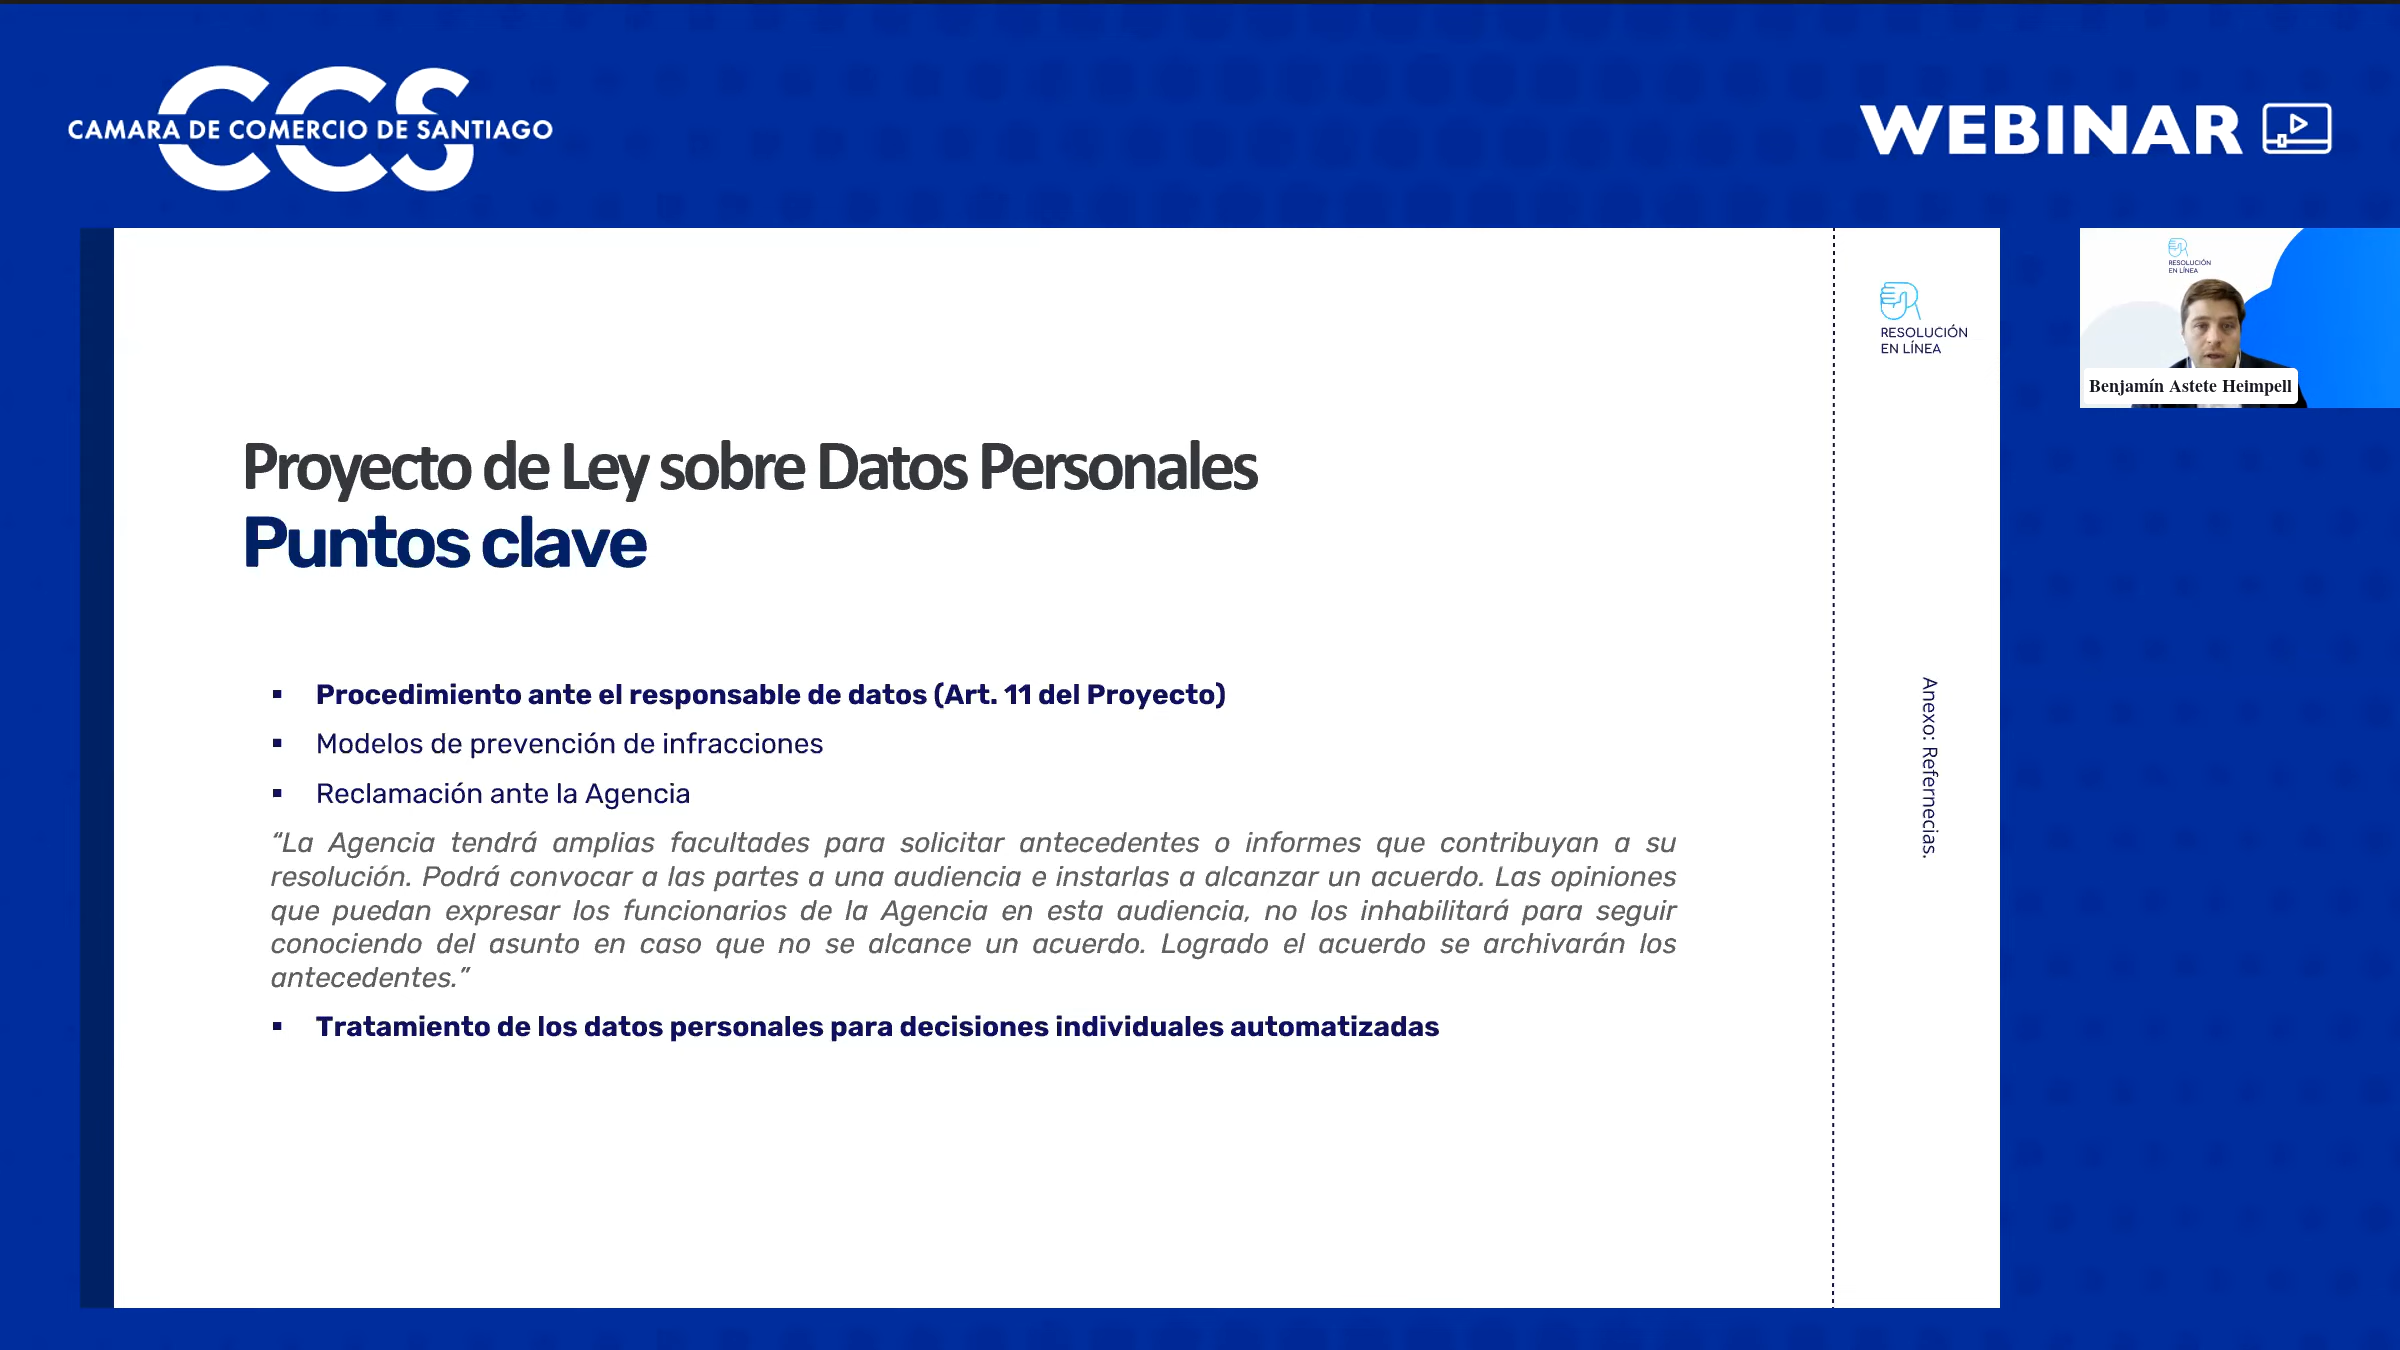 CCS
CAMARA DE COMERCIO DE SANTIAGO
WEBINAR
RESOLUCIÓN
EN LÍNEA
RESOLUCIÓN
EN LÍNEA
Benjamín Astete Heimpell
Proyecto de Ley sobre Datos Personales
Puntos clave
▪ Procedimiento ante el responsable de datos (Art. 11 del Proyecto)
▪ Modelos de prevención de infracciones
▪ Reclamación ante la Agencia
“La Agencia tendrá amplias facultades para solicitar antecedentes o informes que contribuyan a su
resolución. Podrá convocar a las partes a una audiencia e instarlas a alcanzar un acuerdo. Las opiniones
que puedan expresar los funcionarios de la Agencia en esta audiencia, no los inhabilitará para seguir
conociendo del asunto en caso que no se alcance un acuerdo. Logrado el acuerdo se archivarán los
antecedentes.”
▪ Tratamiento de los datos personales para decisiones individuales automatizadas
Anexo: Refernecias.